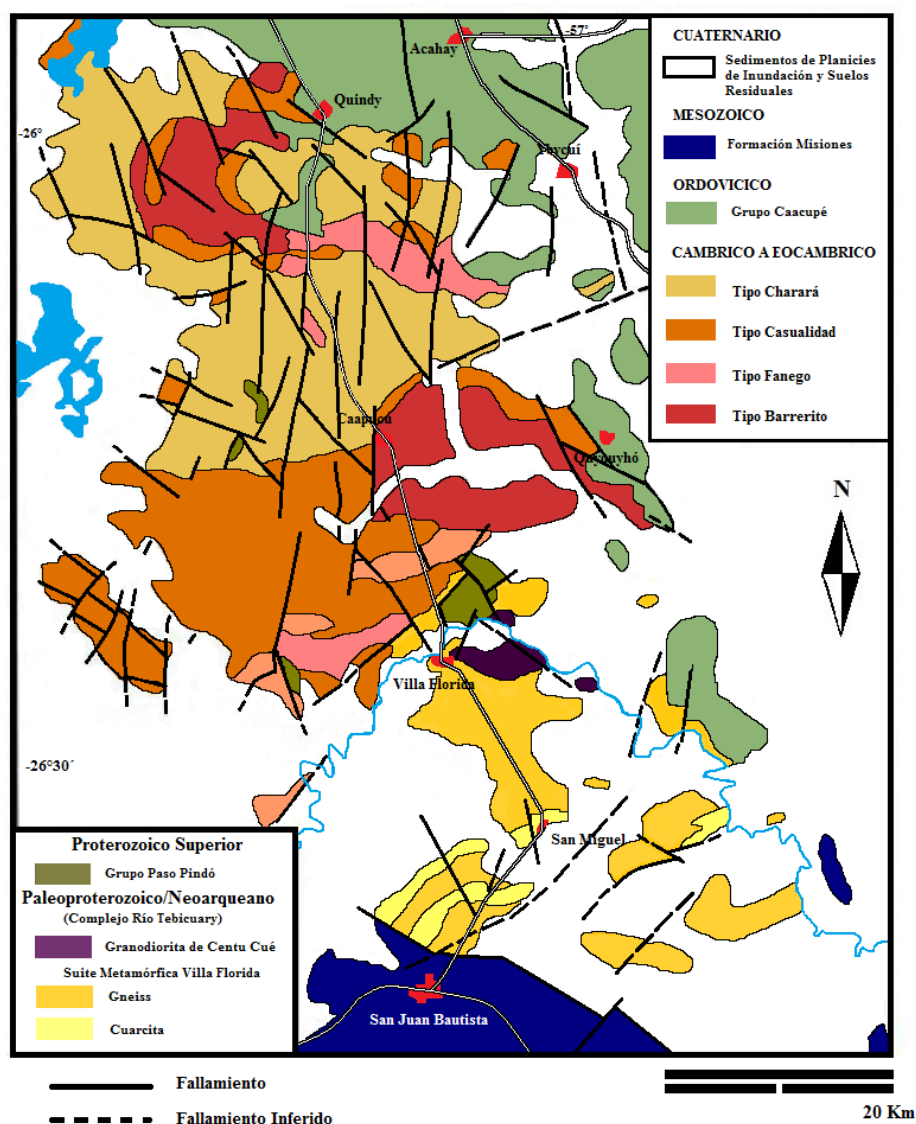 -57°
Acahay
Quindy
-26°
Caapucú
Villa Florida
-26°30´
San Miguel
San Juan Bautista
N
CUATERNARIO
Sedimentos de Planicies
de Inundación y Suelos
Residuales
MESOZOICO
Formación Misiones
ORDOVICICO
Grupo Caacupé
CAMBRICO A EOCAMBRICO
Tipo Charará
Tipo Casualidad
Tipo Fanego
Tipo Barrerito
Proterozoico Superior
Grupo Paso Pindó
Paleoproterozoico/Neoarqueano
(Complejo Río Tebicuary)
Granodiorita de Centu Cué
Suite Metamórfica Villa Florida
Gneiss
Cuarcita
Fallamiento
Fallamiento Inferido
20 Km